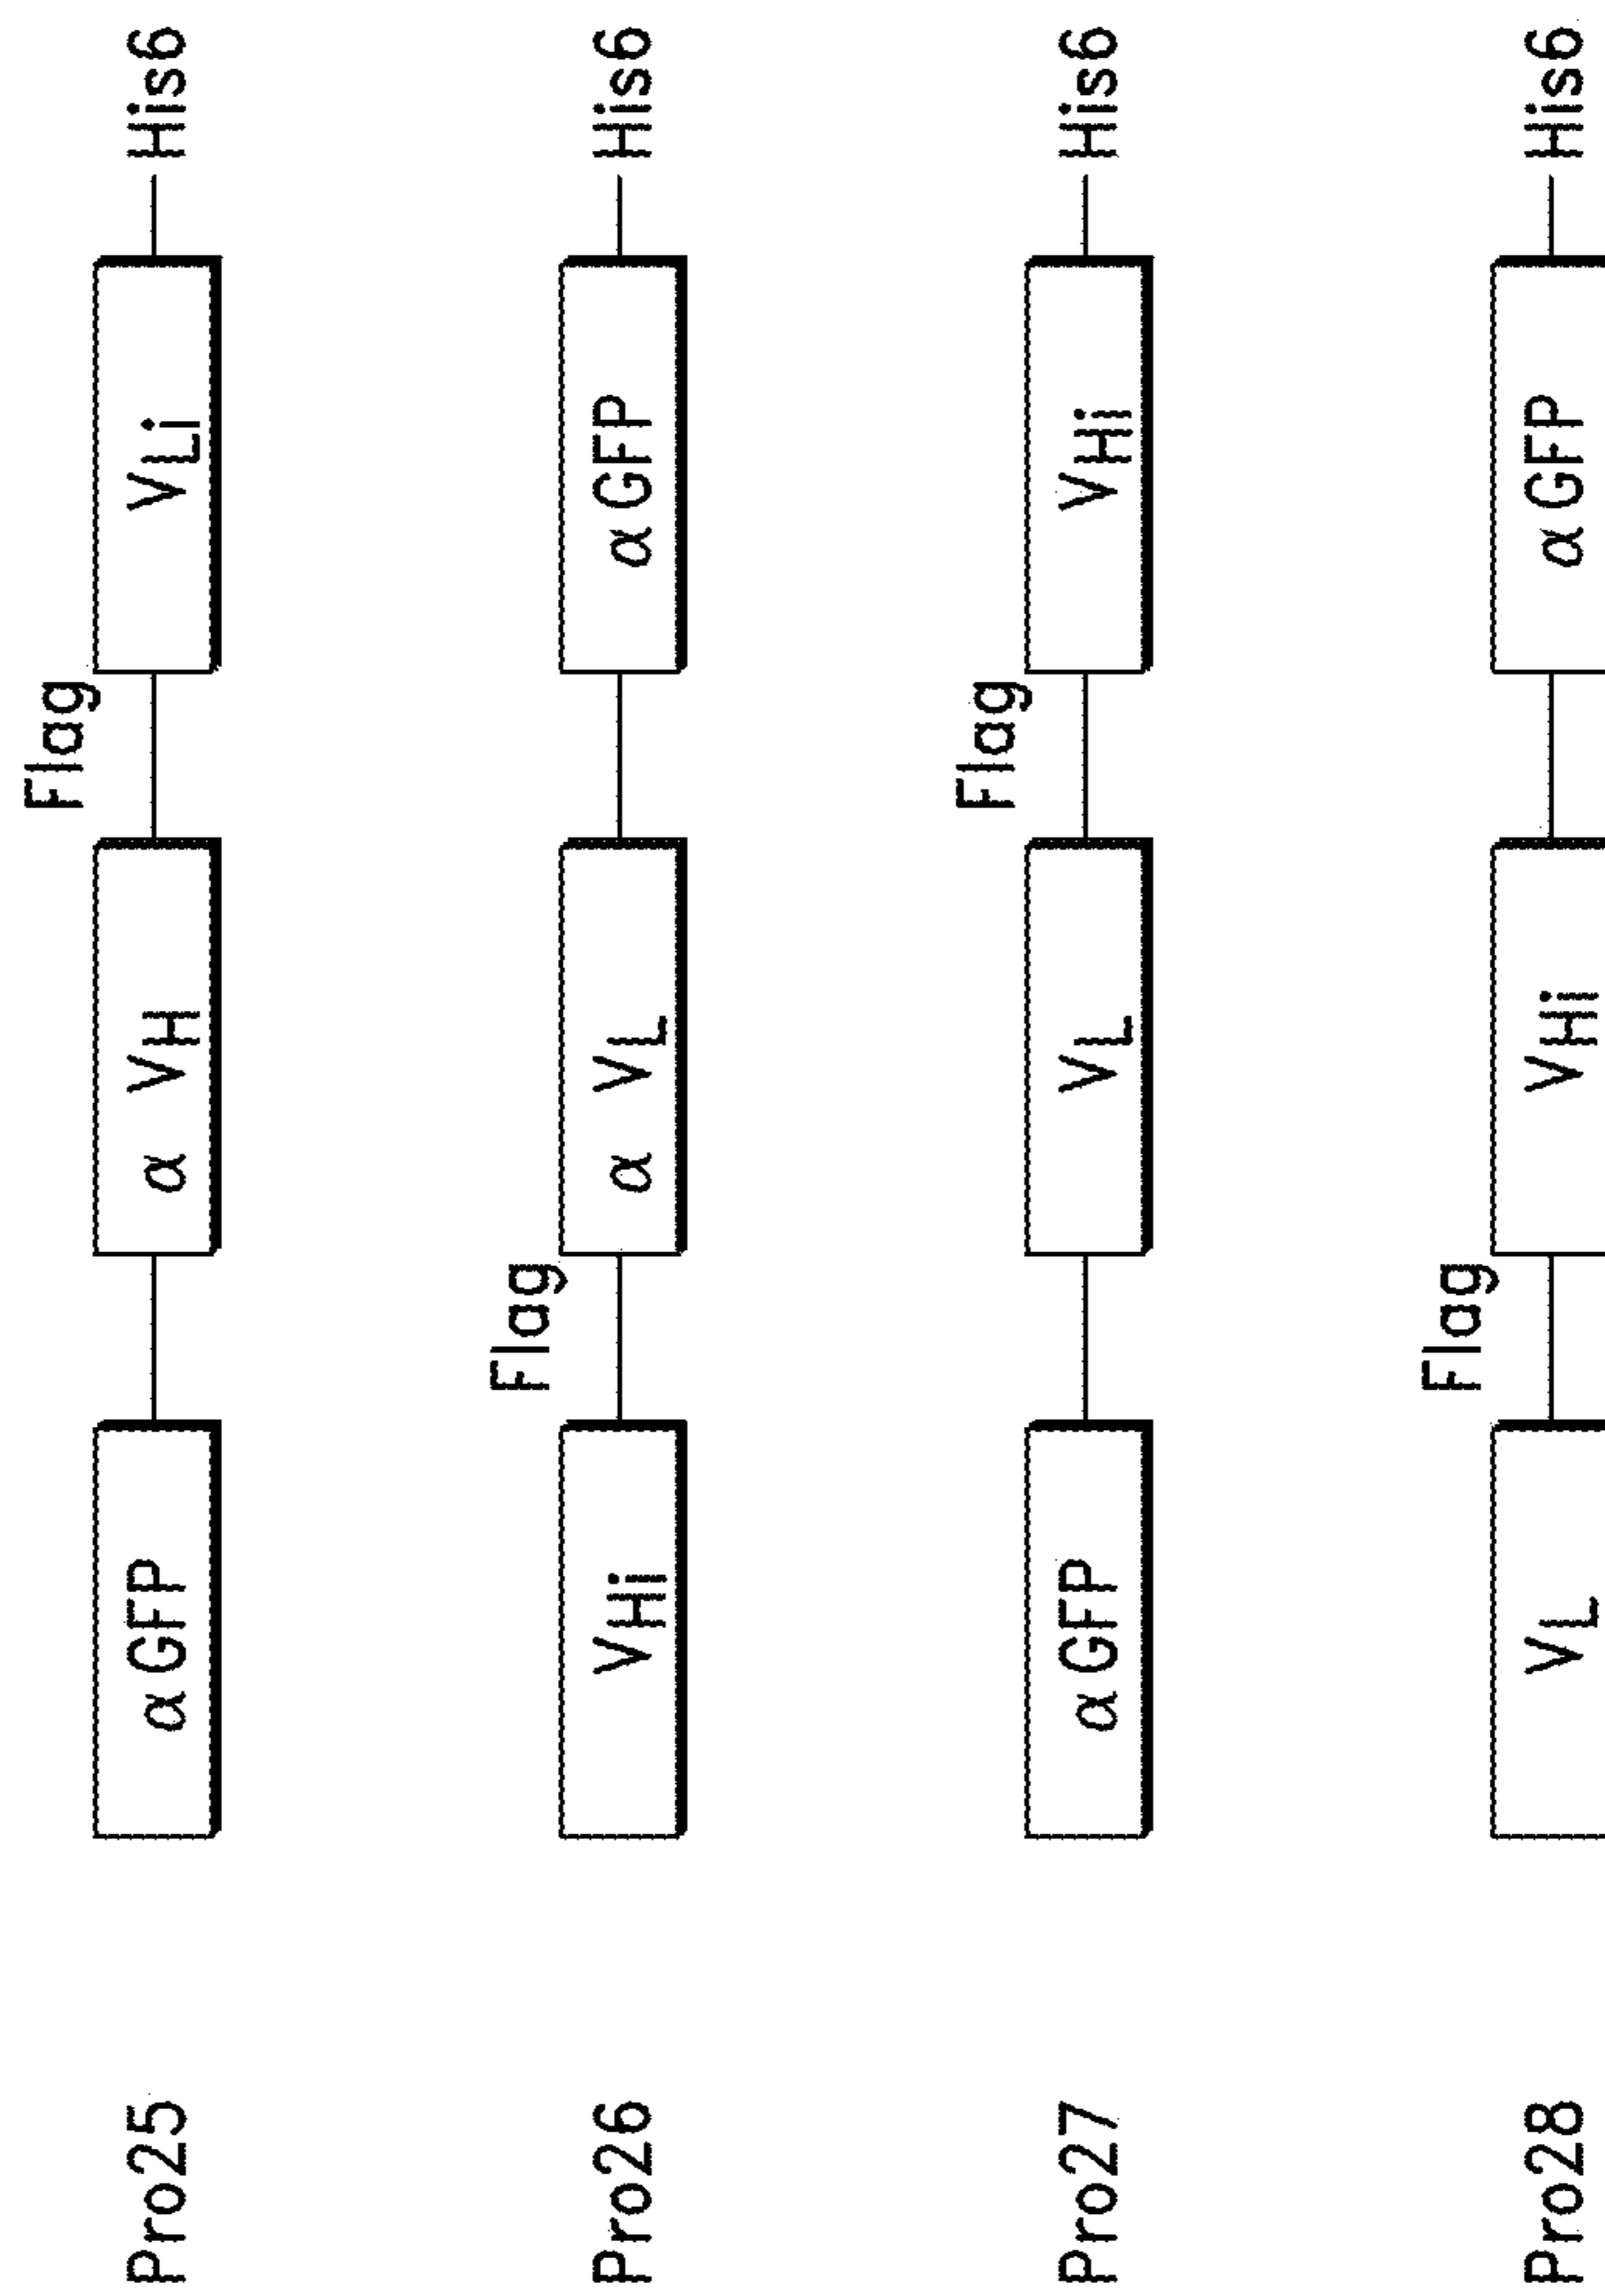 Flag
Pro25 α GFP α VH VLi His6
Flag
Pro26 VHi α VL α GFP His6
Flag
Pro27 α GFP VL VHi His6
Flag
Pro28 VL VHi α GFP His6